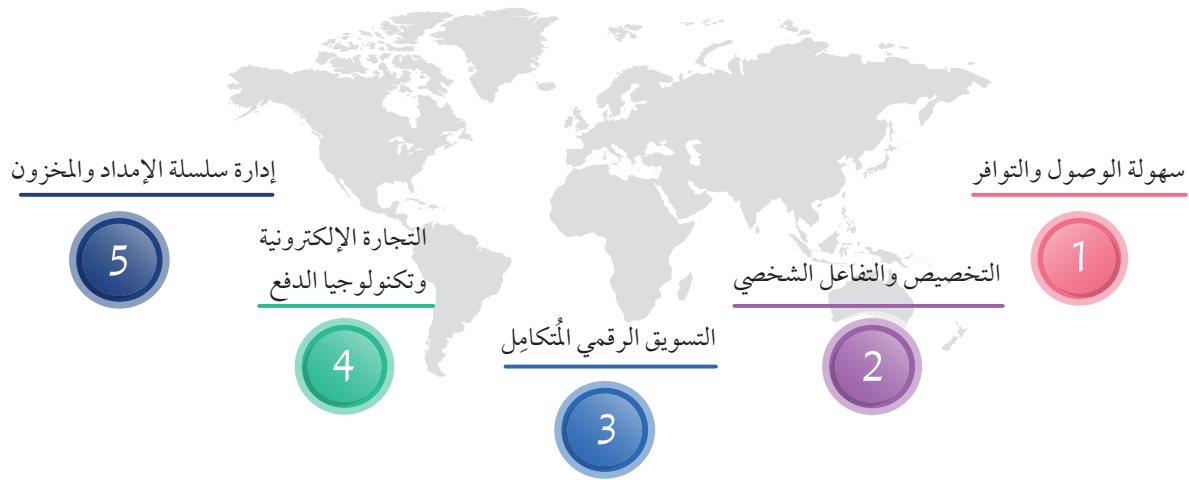 سهولة الوصول والتوافر
1
التخصيص والتفاعل الشخصي
2
التسويق الرقمي المُتكامِل
3
التجارة الإلكترونية
وتكنولوجيا الدفع
4
إدارة سلسلة الإمداد والمخزون
5